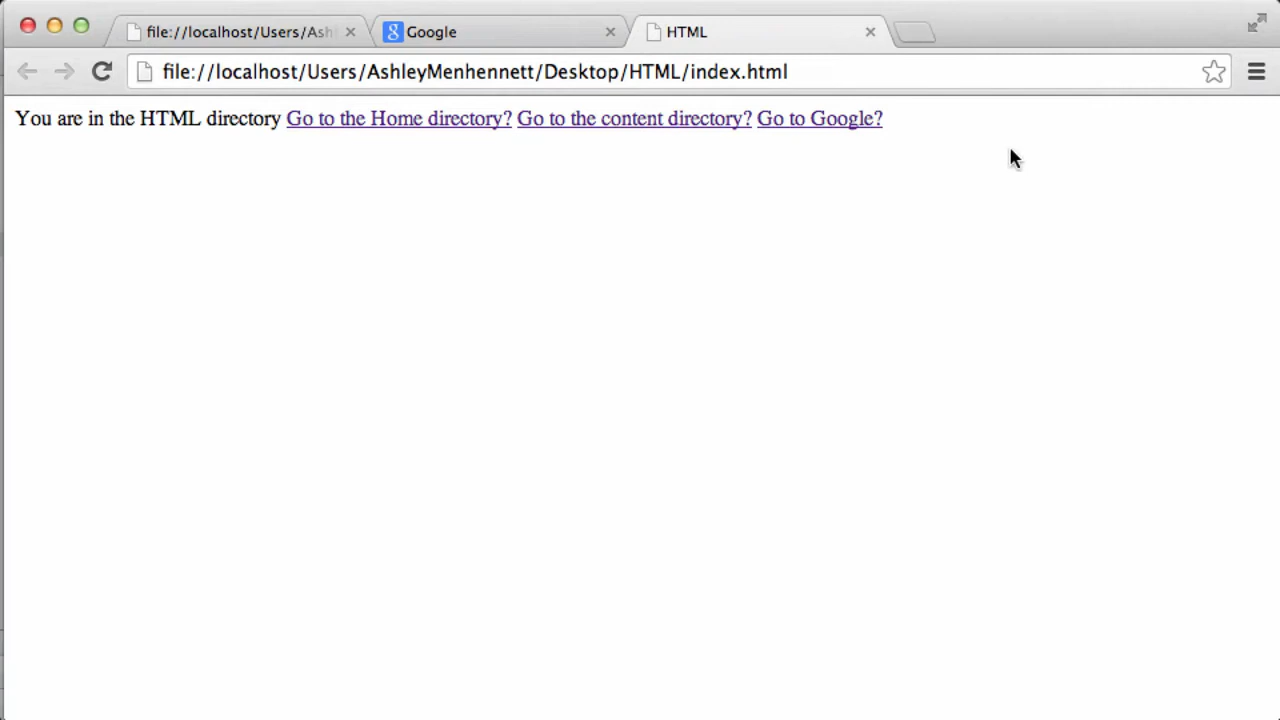 file://localhost/Users/Ash
Google
HTML
file://localhost/Users/AshleyMenhennett/Desktop/HTML/index.html
You are in the HTML directory Go to the Home directory? Go to the content directory? Go to Google?